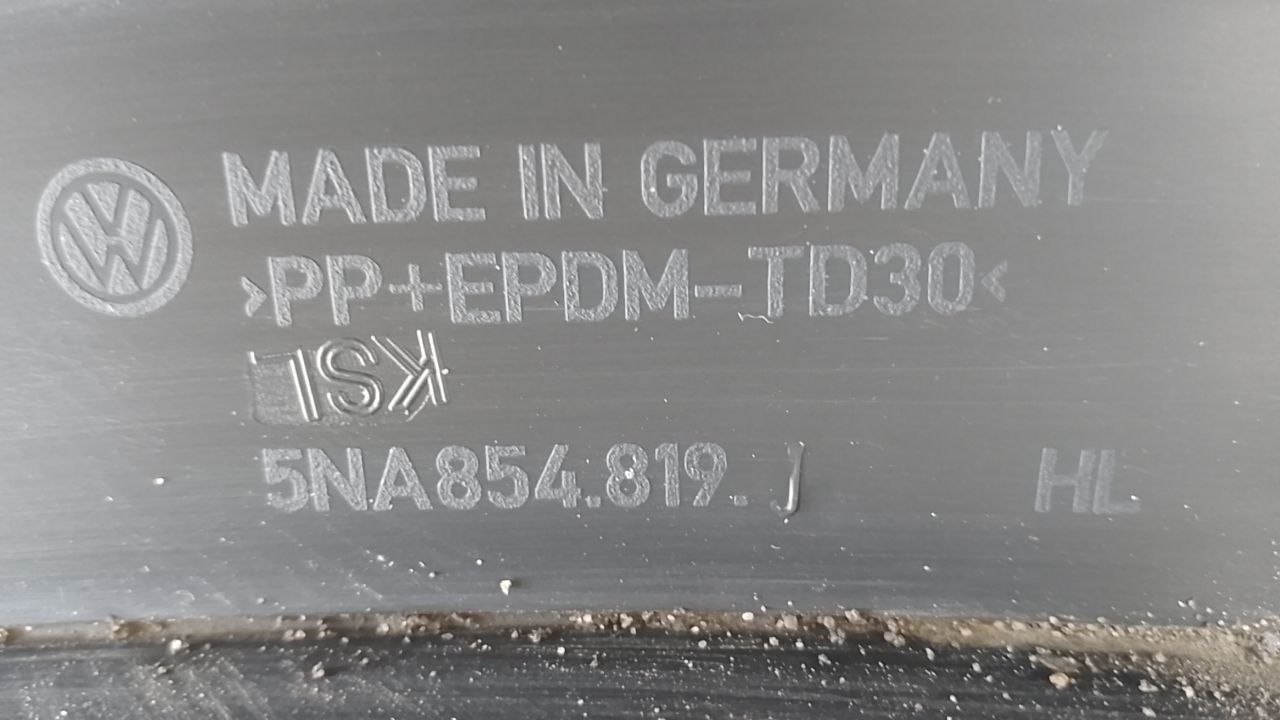 MADE IN GERMANY
>PP+EPDM-TD30<
KSL
5NA854.819. J HL